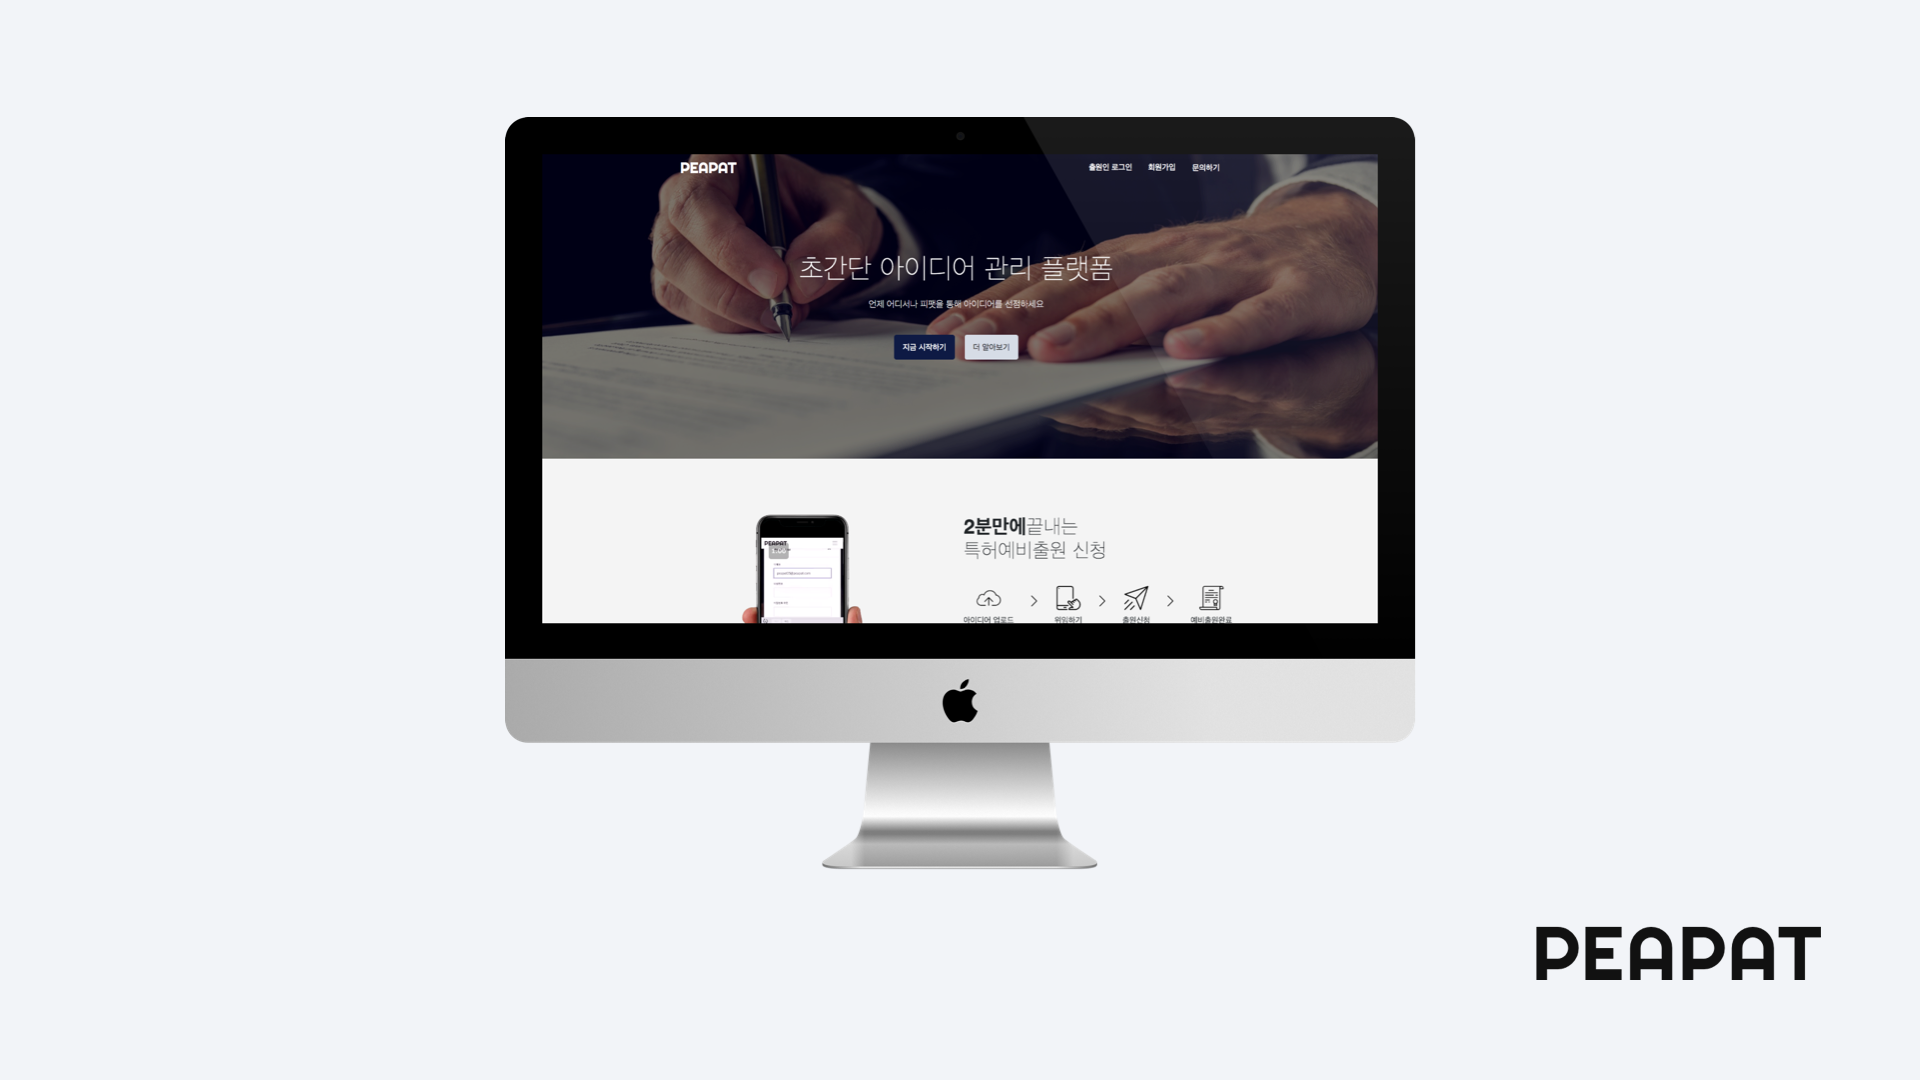 PEAPAT
출원인 로그인 회원가입 문의하기
초간단 아이디어 관리 플랫폼
언제 어디서나 피팻을 통해 아이디어를 선점하세요
지금 시작하기 더 알아보기
PEAPAT
2분만에끝내는
특허예비출원 신청
아이디어 업로드 위임하기 출원신청 예비출원완료
PEAPAT